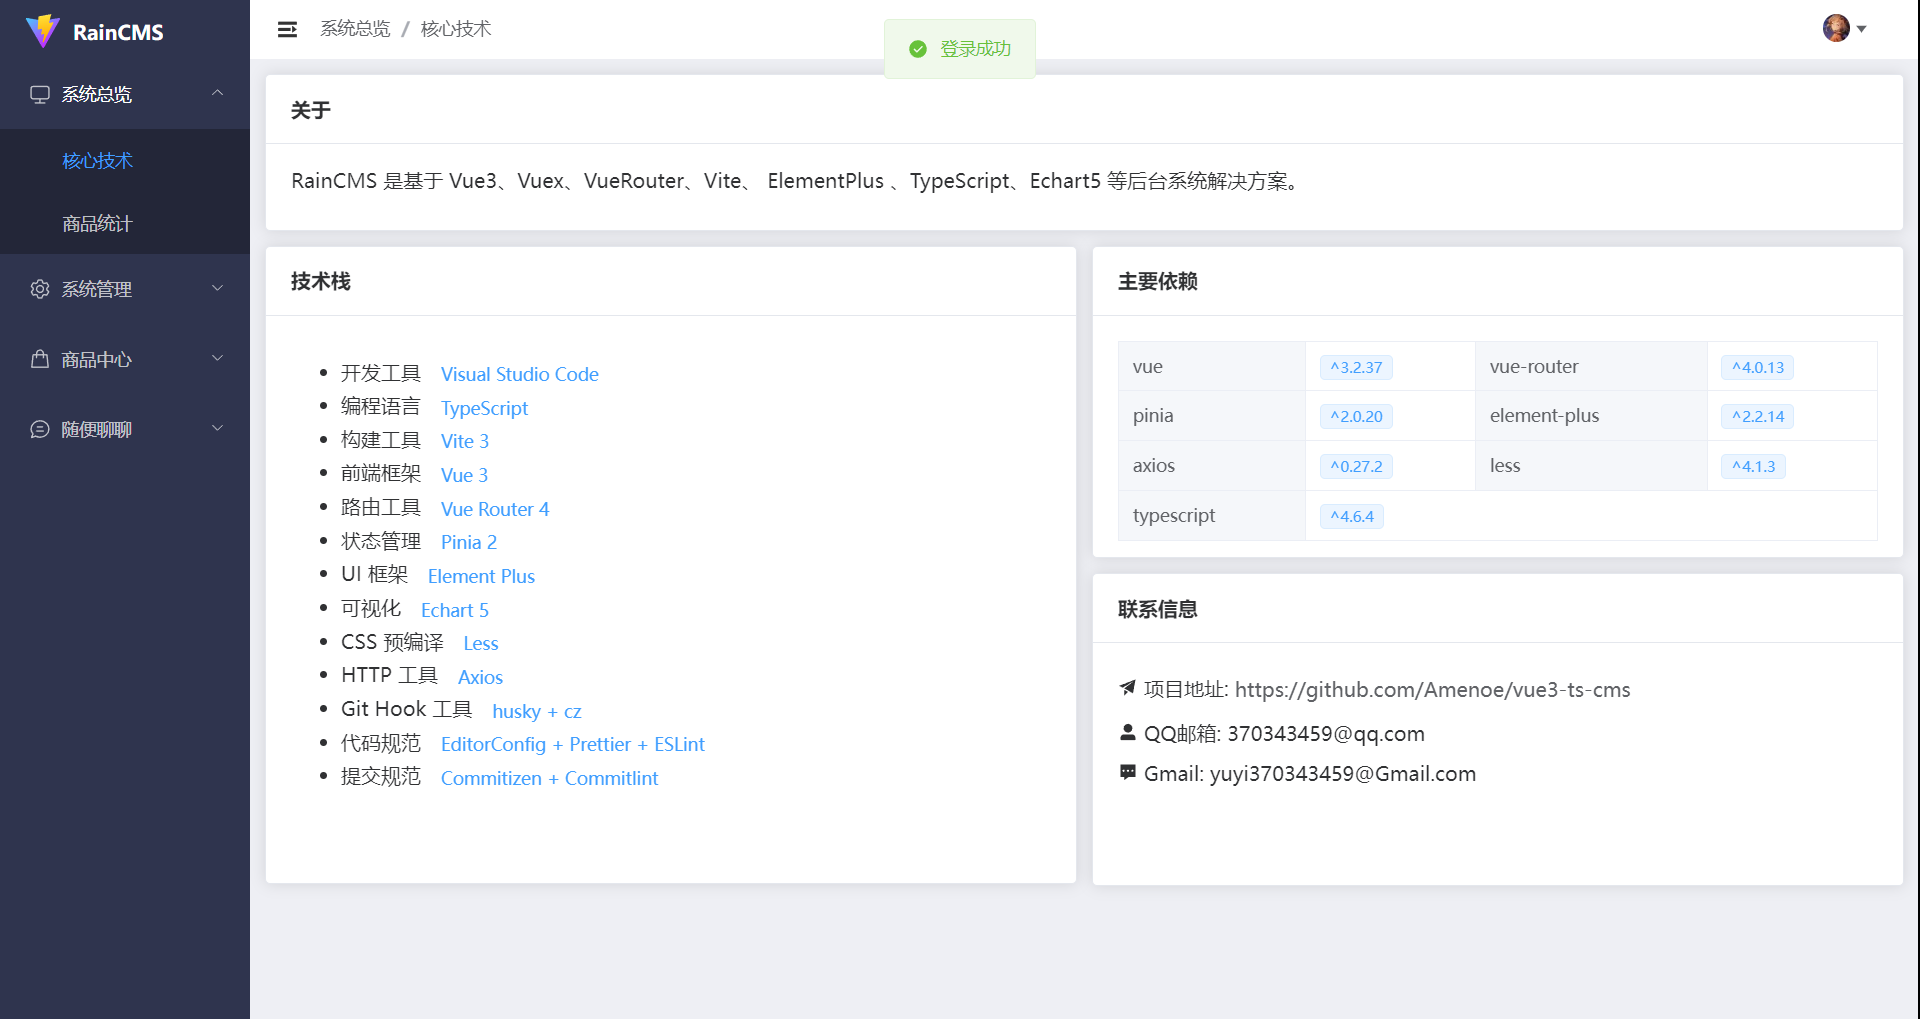 RainCMS
系统总览
核心技术
商品统计
系统管理
商品中心
随便聊聊
系统总览 / 核心技术
登录成功
关于
RainCMS 是基于 Vue3、Vuex、VueRouter、Vite、 ElementPlus 、TypeScript、Echart5 等后台系统解决方案。
技术栈
开发工具 Visual Studio Code
编程语言 TypeScript
构建工具 Vite 3
前端框架 Vue 3
路由工具 Vue Router 4
状态管理 Pinia 2
UI 框架 Element Plus
可视化 Echart 5
CSS 预编译 Less
HTTP 工具 Axios
Git Hook 工具 husky + cz
代码规范 EditorConfig + Prettier + ESLint
提交规范 Commitizen + Commitlint
主要依赖
vue ^3.2.37 vue-router ^4.0.13
pinia ^2.0.20 element-plus ^2.2.14
axios ^0.27.2 less ^4.1.3
typescript ^4.6.4
联系信息
项目地址: https://github.com/Amenoe/vue3-ts-cms
QQ邮箱: 370343459@qq.com
Gmail: yuyi370343459@Gmail.com